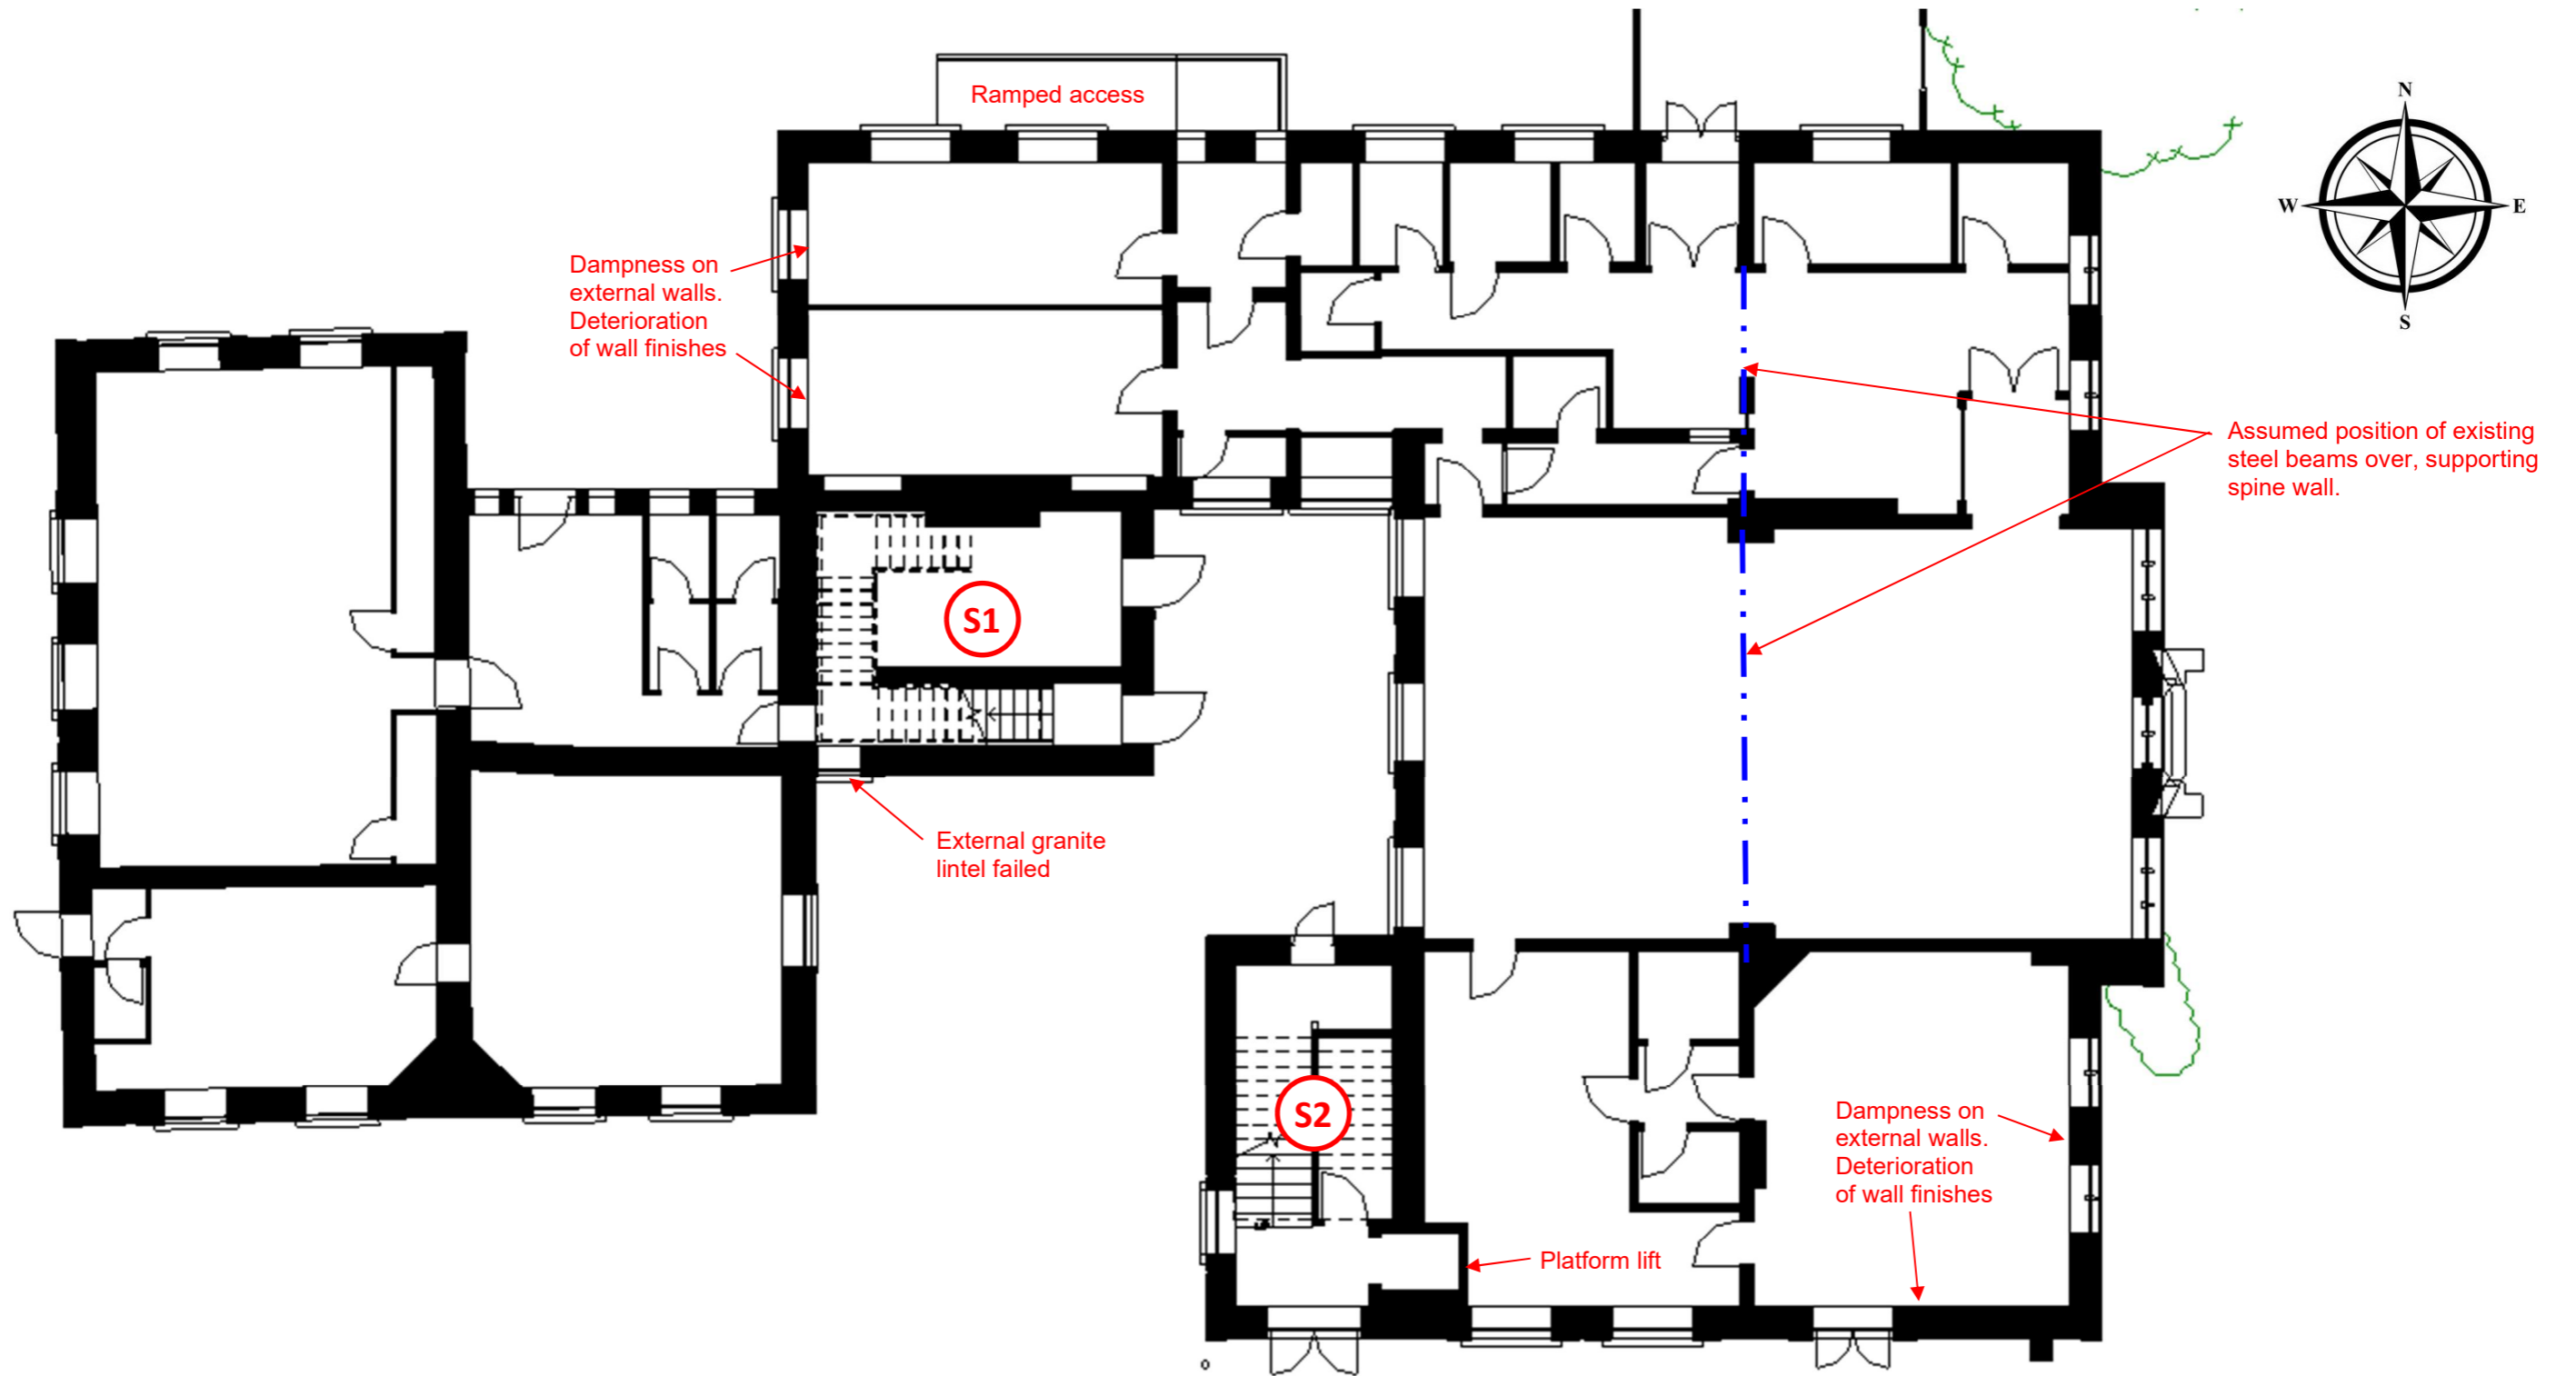 Ramped access
N
W
E
S
Dampness on
external walls.
Deterioration
of wall finishes
Assumed position of existing
steel beams over, supporting
spine wall.
S1
External granite
lintel failed
S2
Dampness on
external walls.
Deterioration
of wall finishes
Platform lift